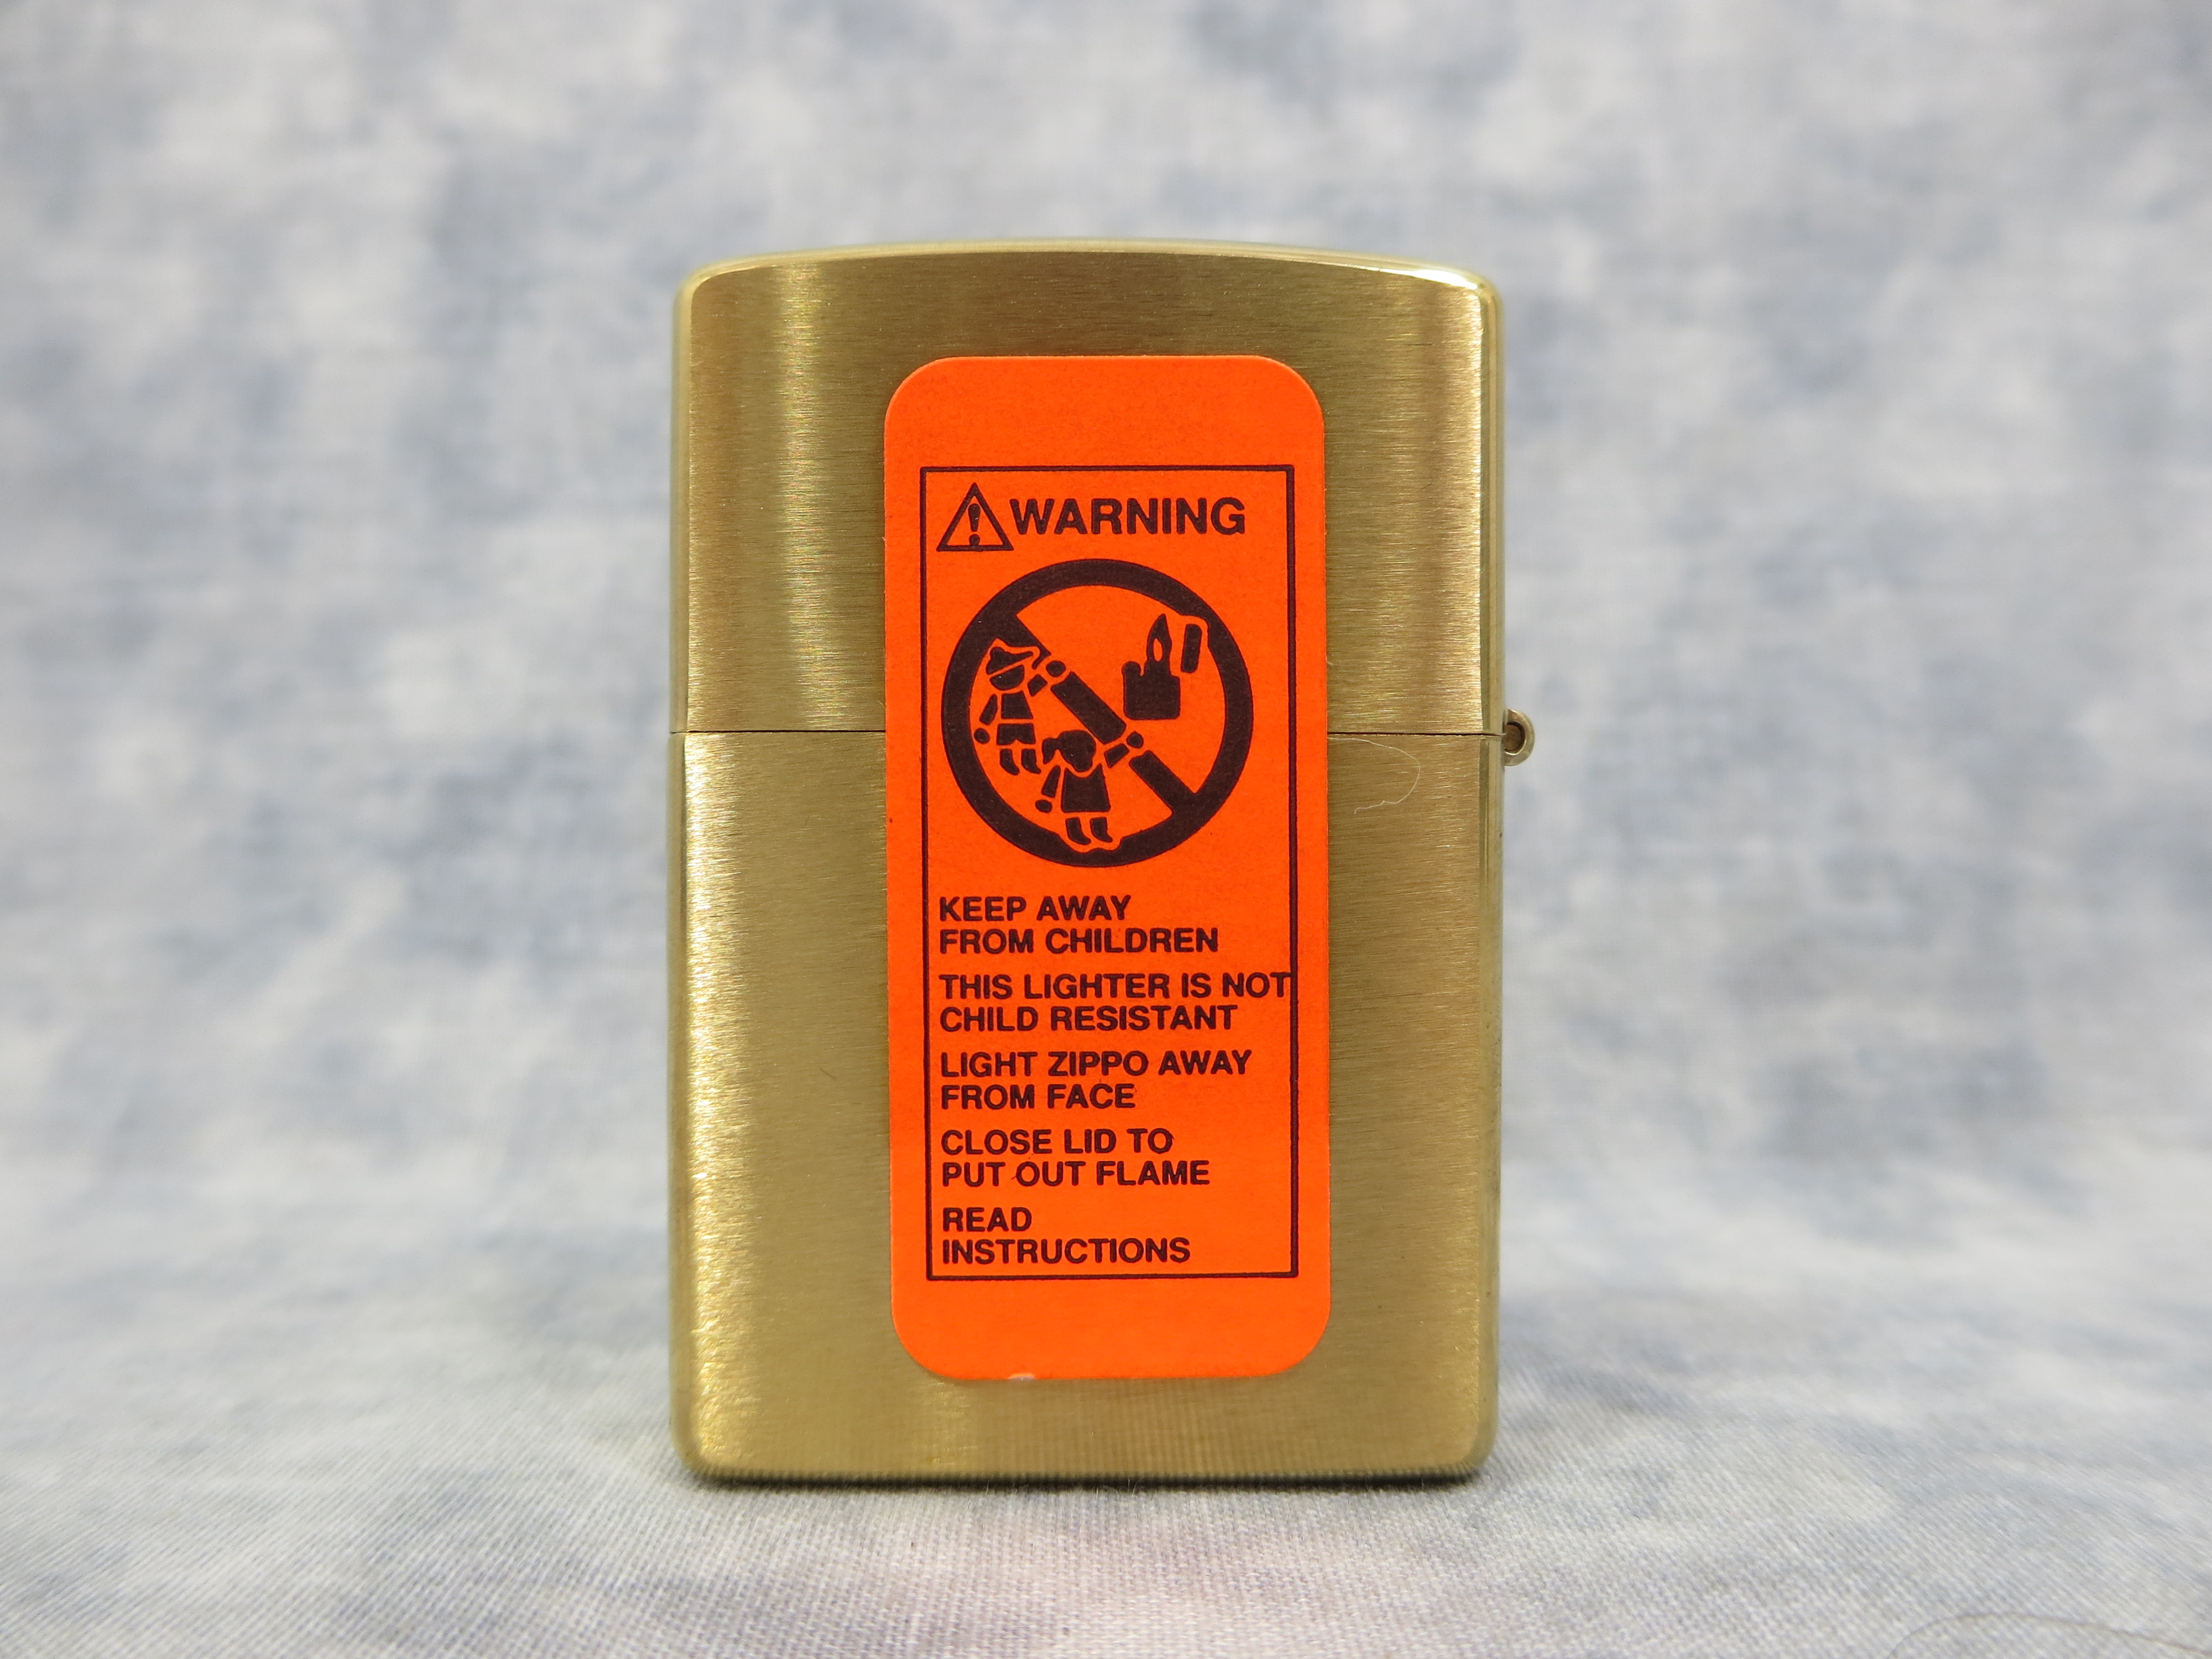 WARNING
KEEP AWAY
FROM CHILDREN
THIS LIGHTER IS NOT
CHILD RESISTANT
LIGHT ZIPPO AWAY
FROM FACE
CLOSE LID TO
PUT OUT FLAME
READ
INSTRUCTIONS